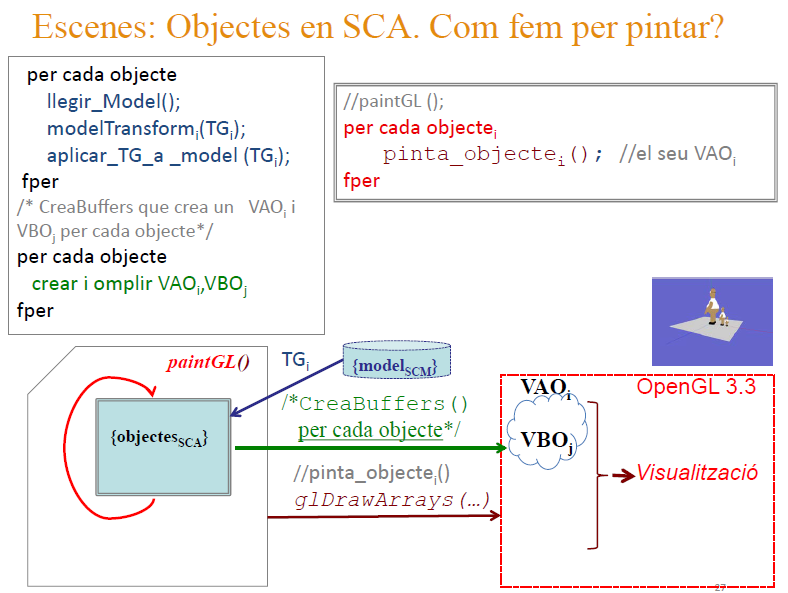 Escenes: Objectes en SCA. Com fem per pintar?
per cada objecte
llegir_Model();
modelTransformi(TGi);
aplicar_TG_a _model (TGi);
fper
/* CreaBuffers que crea un VAOi i
VBOj per cada objecte*/
per cada objecte
crear i omplir VAOi,VBOj
fper
//paintGL ();
per cada objectei
pinta_objectei(); //el seu VAOi
fper
paintGL()
{objectesSCA}
TGi
{modelSCM}
/*CreaBuffers()
per cada objecte*/
//pinta_objectei()
glDrawArrays(…)
VAOi
VBOj
OpenGL 3.3
Visualització
27